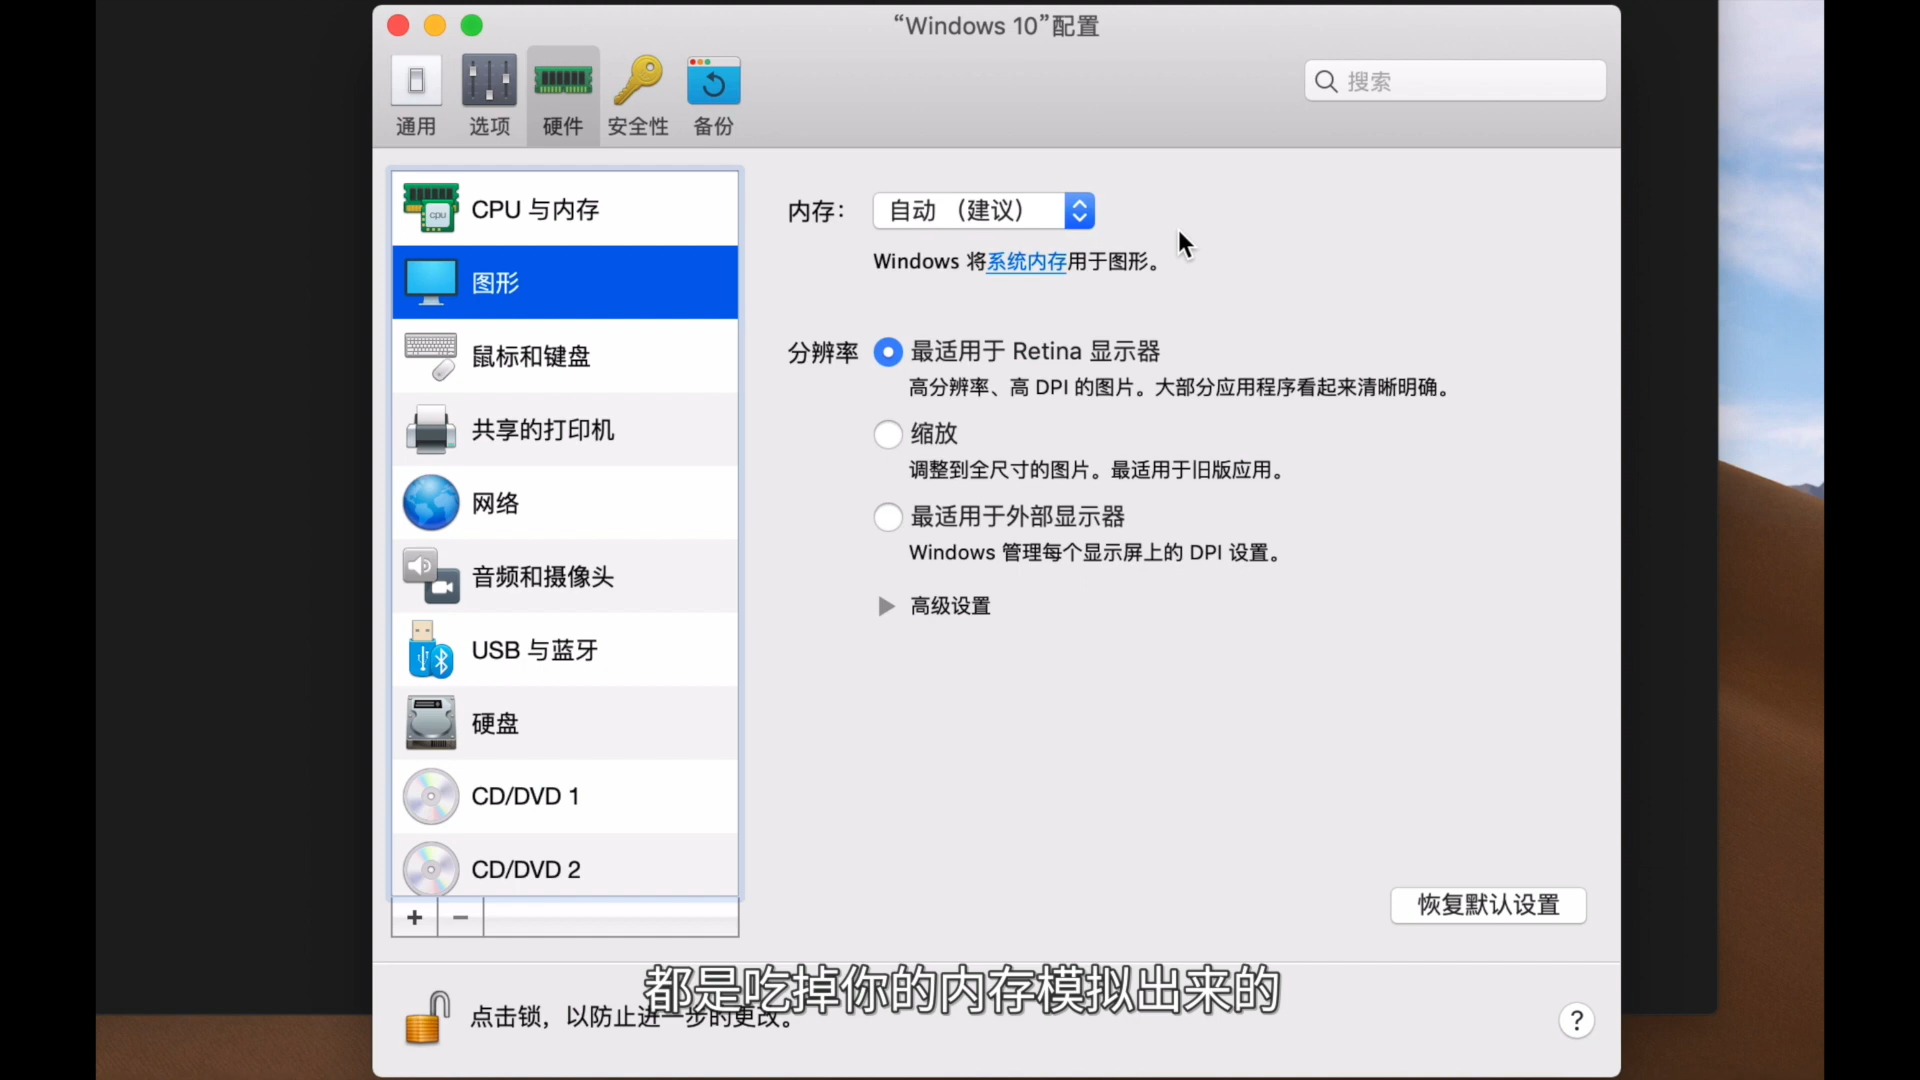 “Windows 10”配置
通用
选项
硬件
安全性
备份
搜索
CPU 与内存
cpu
图形
鼠标和键盘
共享的打印机
网络
音频和摄像头
USB 与蓝牙
硬盘
CD/DVD 1
CD/DVD 2
+
−
内存：
自动 （建议）
Windows 将系统内存用于图形。
分辨率
最适用于 Retina 显示器
高分辨率、高 DPI 的图片。大部分应用程序看起来清晰明确。
缩放
调整到全尺寸的图片。最适用于旧版应用。
最适用于外部显示器
Windows 管理每个显示屏上的 DPI 设置。
高级设置
恢复默认设置
都是吃掉你的内存模拟出来的
点击锁，以防止进一步的更改。
?